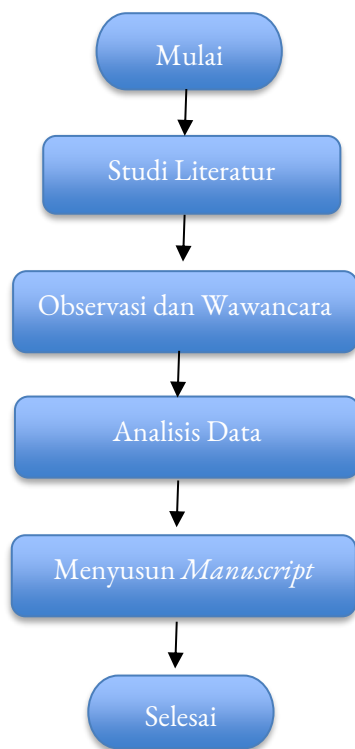 Mulai
Studi Literatur
Observasi dan Wawancara
Analisis Data
Menyusun Manuscript
Selesai